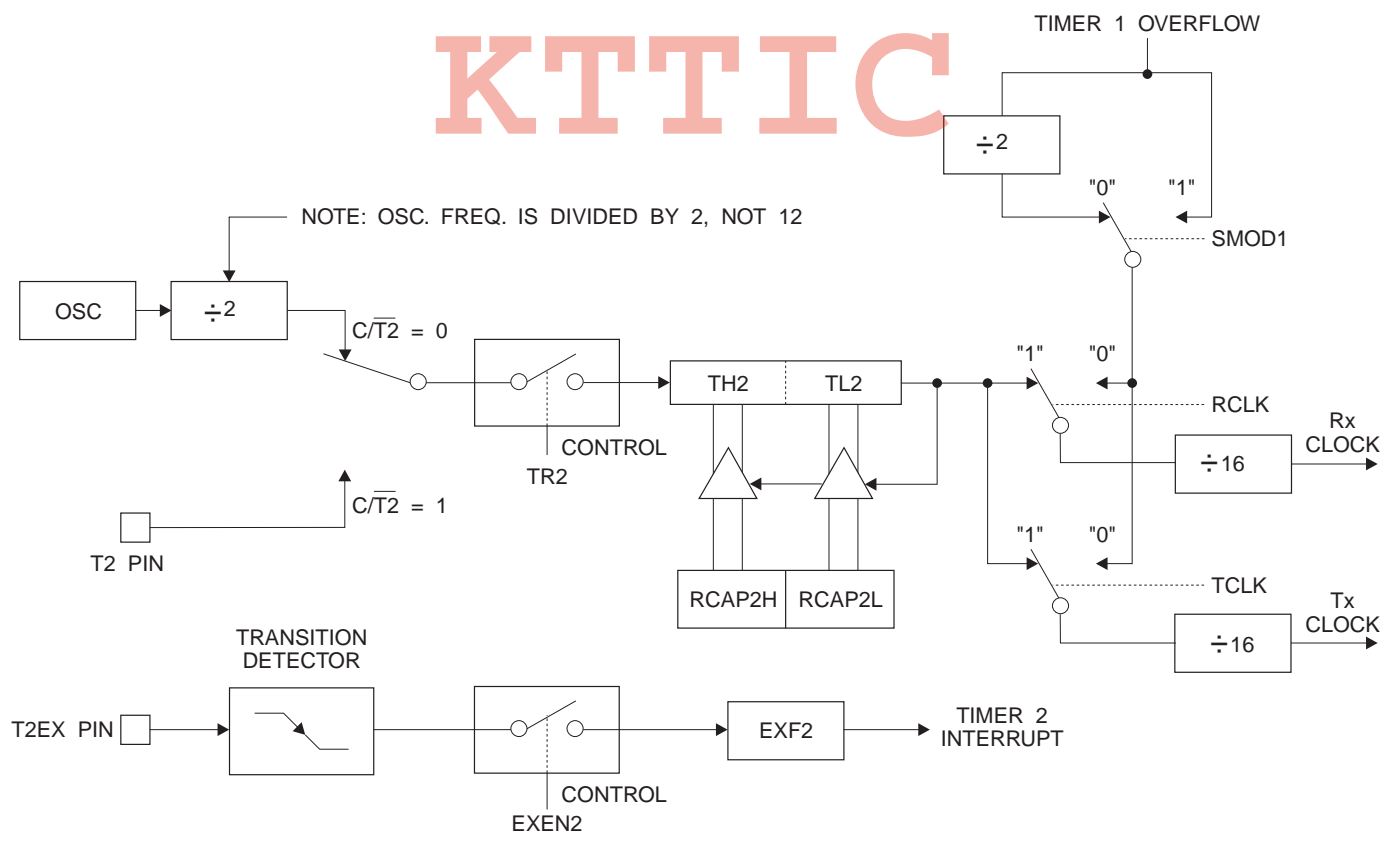 KTTIC
TIMER 1 OVERFLOW
÷2
"0" "1"
SMOD1
NOTE: OSC. FREQ. IS DIVIDED BY 2, NOT 12
OSC
÷2
C/T2̅ = 0
TH2 TL2
"1" "0"
RCLK
Rx
CLOCK
÷16
CONTROL
TR2
C/T2̅ = 1
T2 PIN
RCAP2H RCAP2L
"1" "0"
TCLK
Tx
CLOCK
÷16
TRANSITION
DETECTOR
T2EX PIN
EXF2
TIMER 2
INTERRUPT
CONTROL
EXEN2